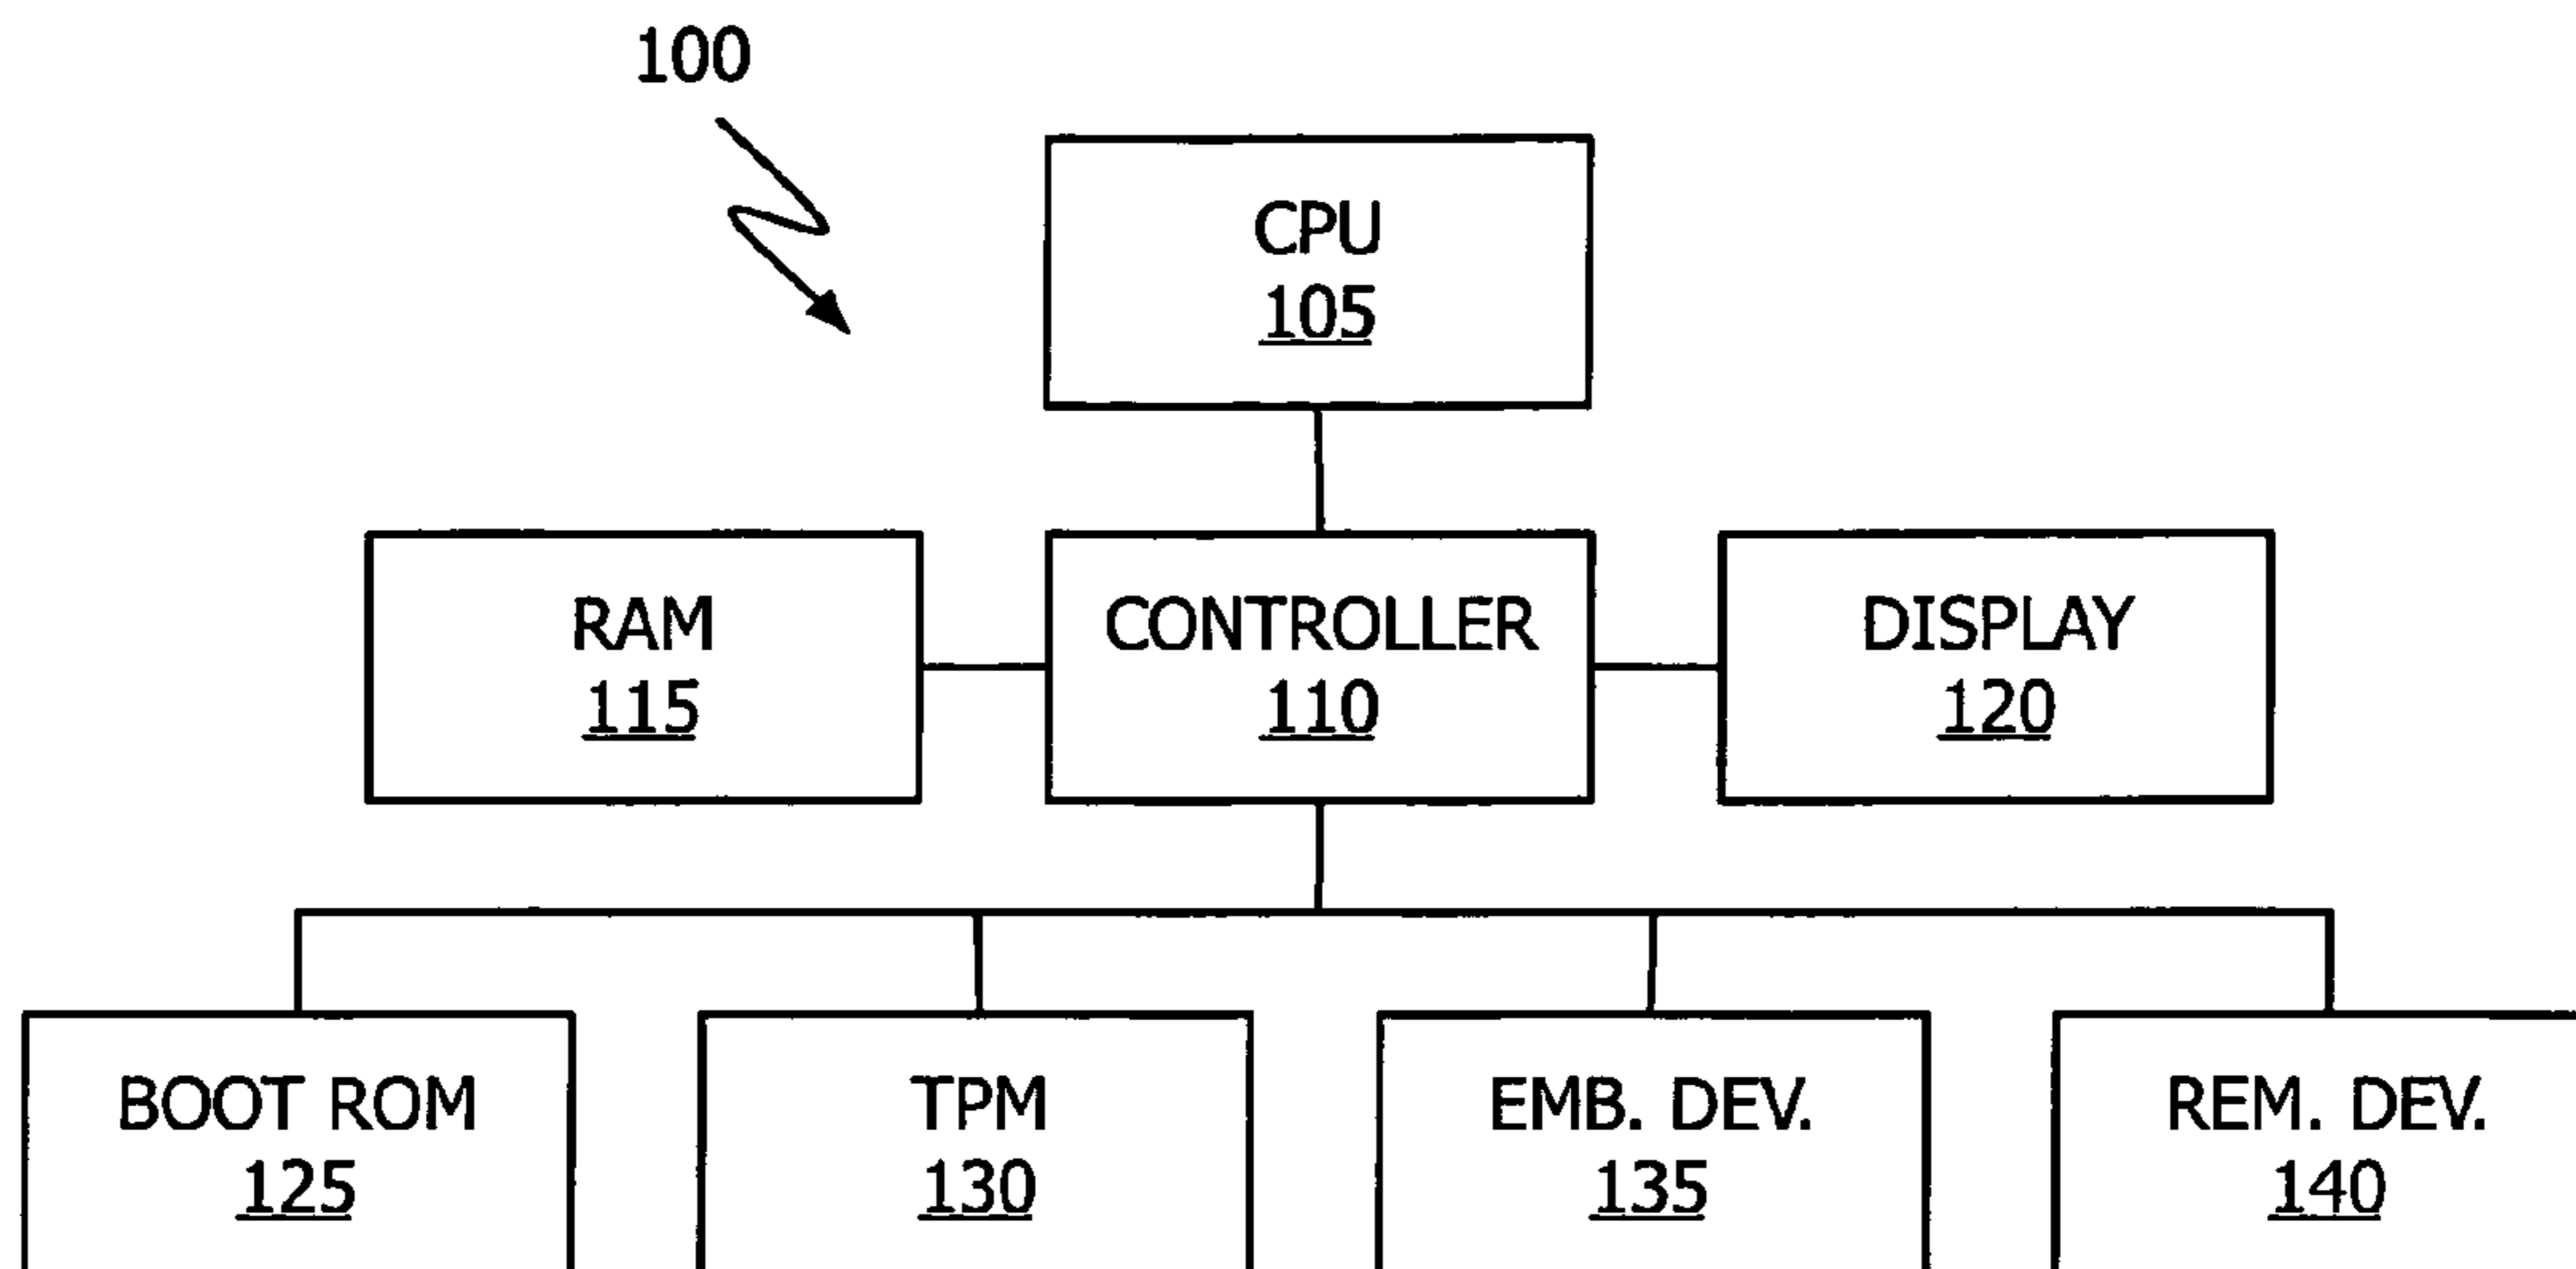 100
CPU
105
RAM
115
CONTROLLER
110
DISPLAY
120
BOOT ROM
125
TPM
130
EMB. DEV.
135
REM. DEV.
140